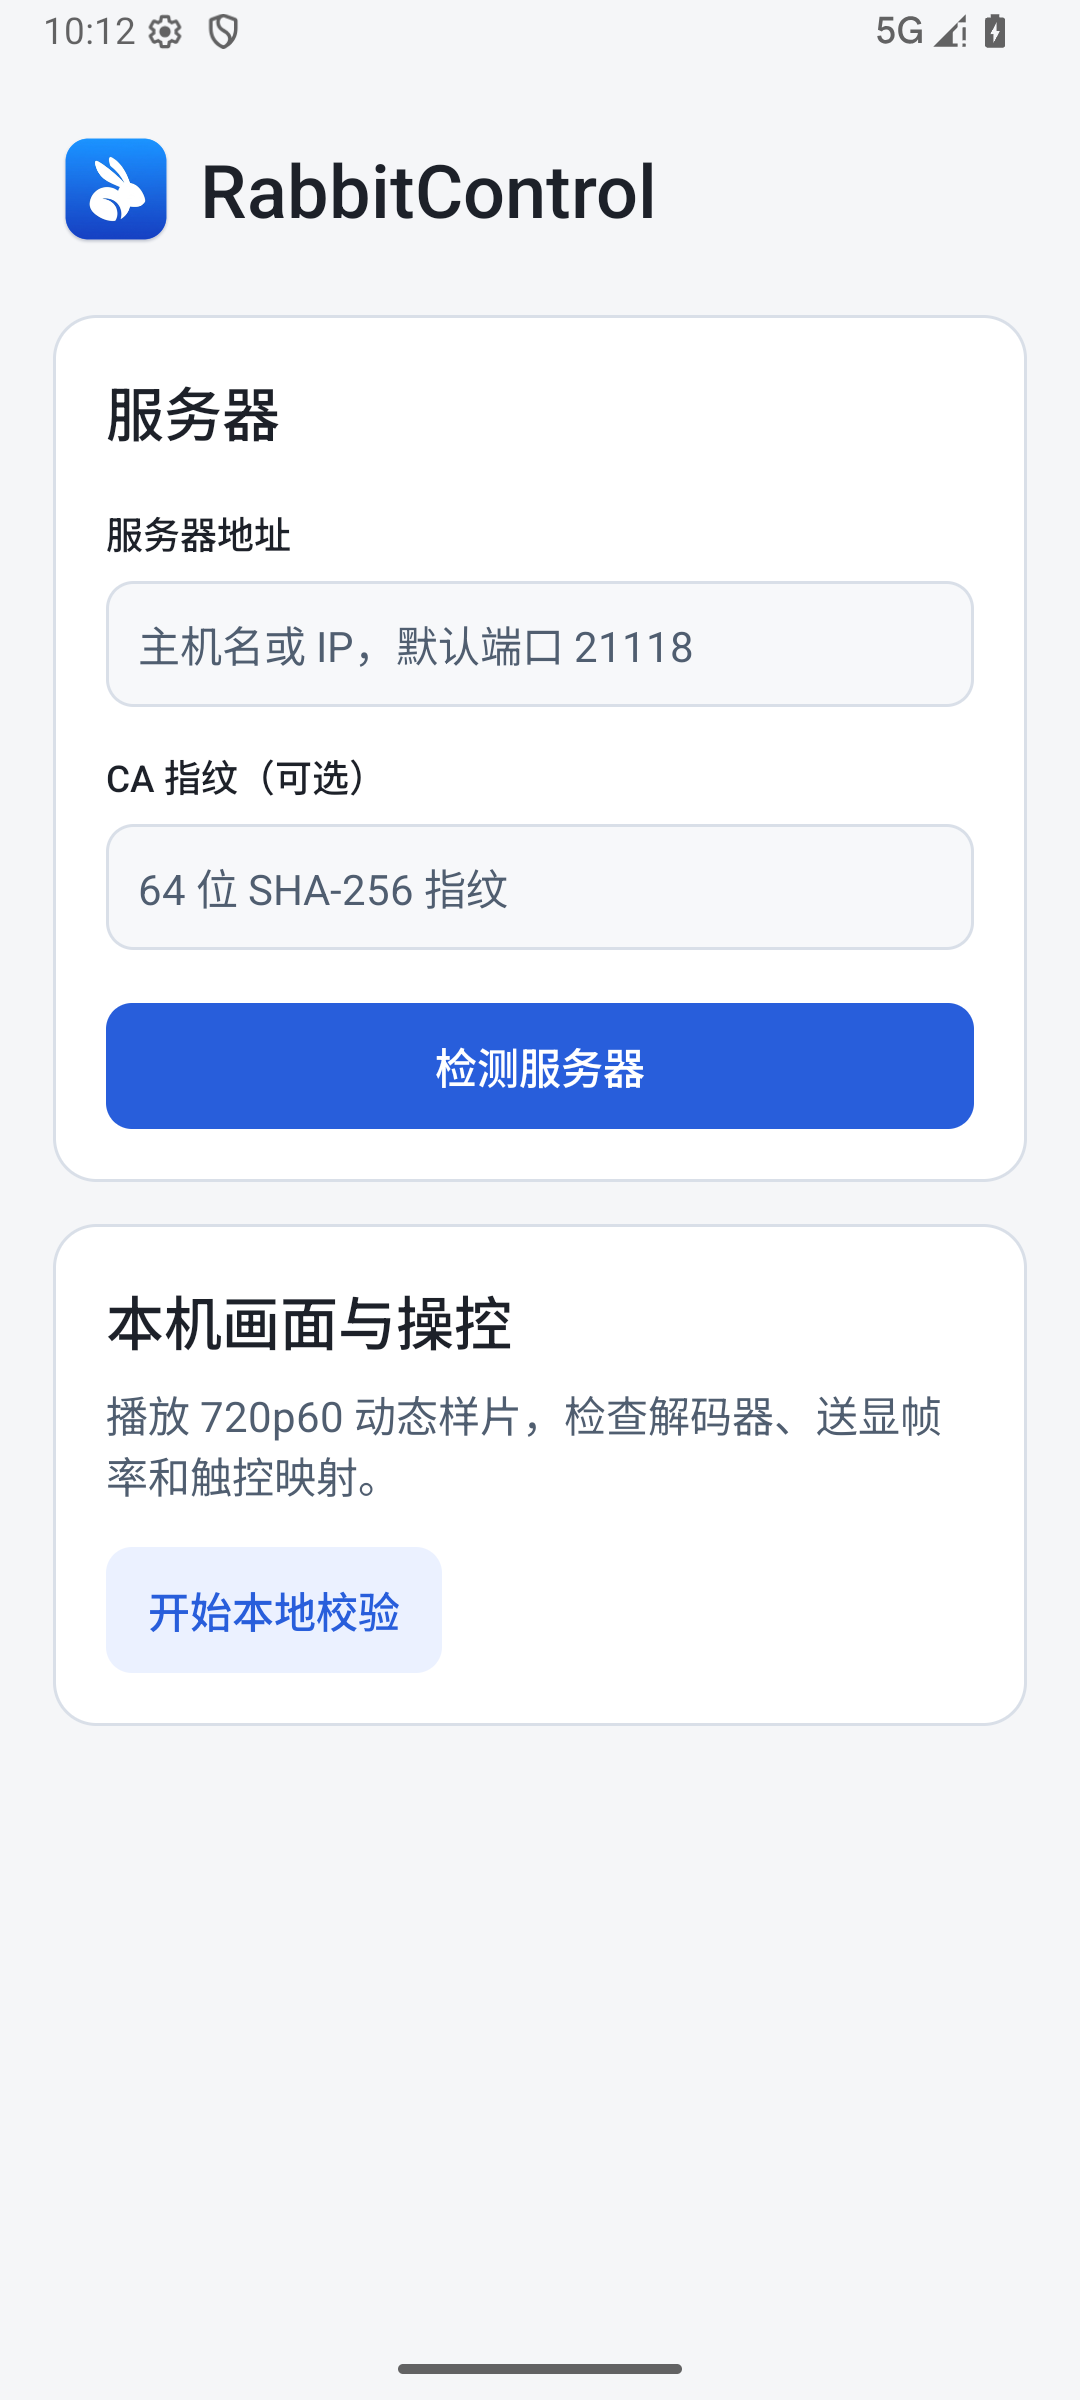 10:12
5G
RabbitControl
服务器
服务器地址
主机名或 IP，默认端口 21118
CA 指纹（可选）
64 位 SHA-256 指纹
检测服务器
本机画面与操控
播放 720p60 动态样片，检查解码器、送显帧
率和触控映射。
开始本地校验